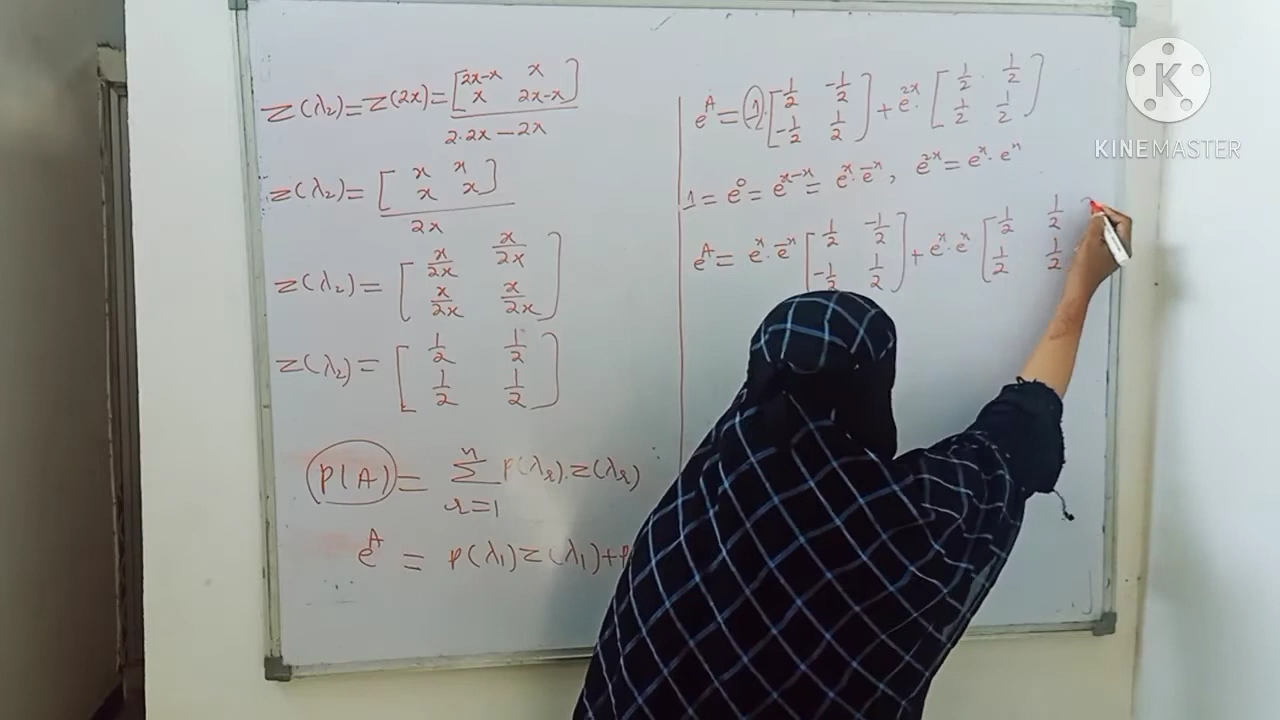 Z(λ₂)=Z(2x)= [2x-x x
x 2x-x]
2·2x-2x
Z(λ₂)= [x x
x x]
2x
Z(λ₂)= [x/2x x/2x
x/2x x/2x]
Z(λ₂)= [1/2 1/2
1/2 1/2]
P(A) = Σ P(λr).Z(λr)
n
r=1
e^A = P(λ₁)Z(λ₁)+P
e^A = 1· [1/2 -1/2
-1/2 1/2] + e^2x· [1/2 1/2
1/2 1/2]
1=e^0=e^x-x=e^x·e^-x, e^2x=e^x·e^x
e^A= e^x·e^-x [1/2 -1/2
-1/2 1/2] + e^x·e^x [1/2 1/2
1/2 1/2
K
KINEMASTER